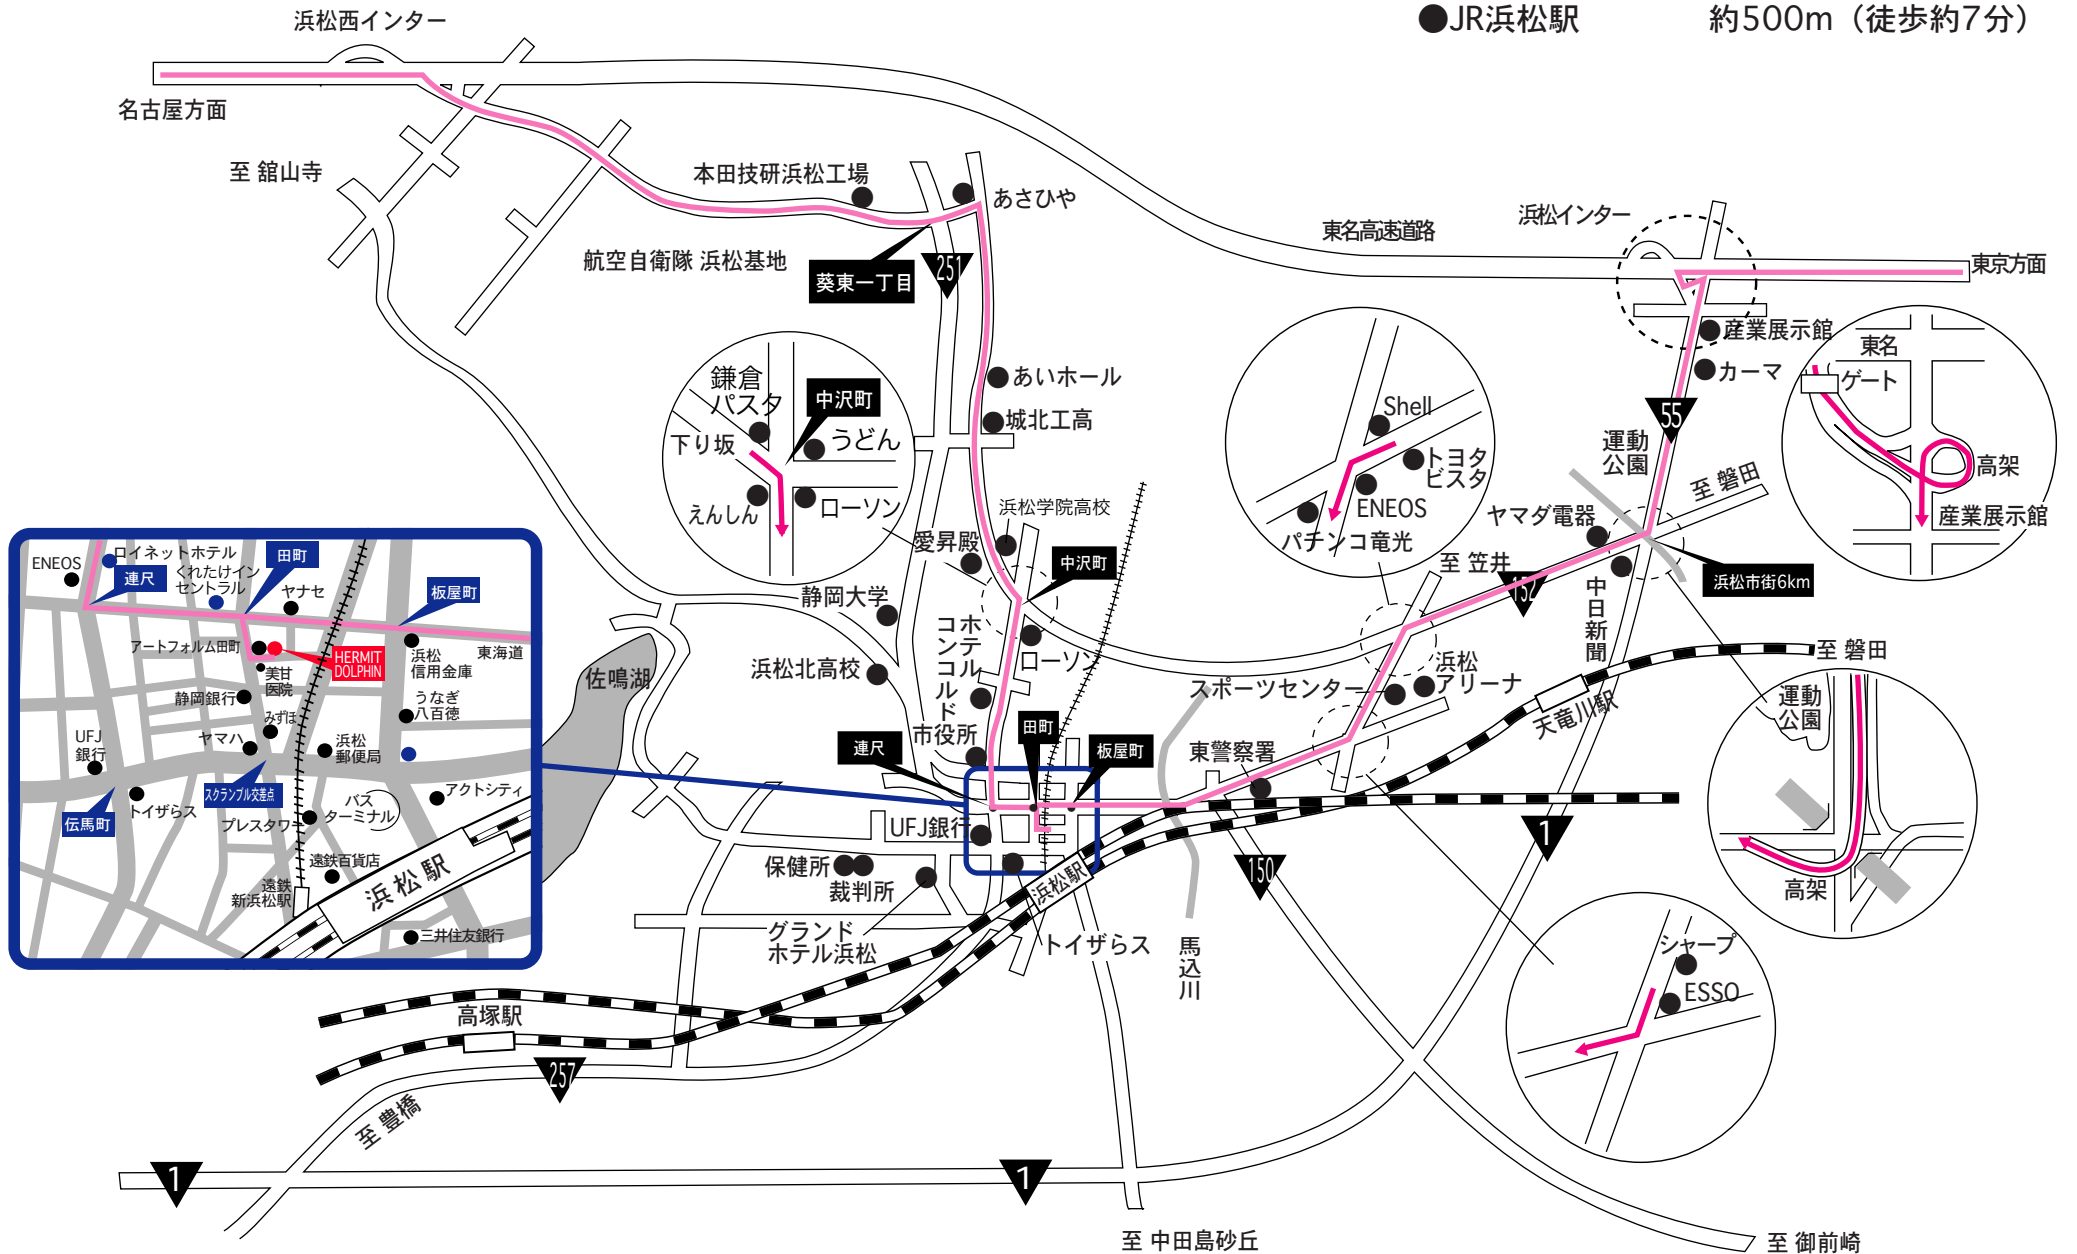 浜松西インター
●JR浜松駅 約500m（徒歩約7分）
名古屋方面
至 舘山寺
本田技研浜松工場
あさひや
航空自衛隊 浜松基地
葵東一丁目
251
東名高速道路
浜松インター
東京方面
産業展示館
カーマ
55
運動
公園
東名
ゲート
高架
産業展示館
鎌倉
パスタ
中沢町
下り坂
うどん
えんしん
ローソン
あいホール
城北工高
Shell
トヨタ
ビスタ
ENEOS
パチンコ竜光
浜松学院高校
愛昇殿
中沢町
静岡大学
ホテル
コンコルド
ローソン
浜松北高校
市役所
佐鳴湖
至 磐田
ヤマダ電器
至 笠井
152
浜松市街6km
中日新聞
至 磐田
浜松
アリーナ
スポーツセンター
天竜川駅
東警察署
連尺
田町
板屋町
UFJ銀行
保健所
裁判所
グランド
ホテル浜松
浜松駅
トイザらス
馬込川
150
1
運動
公園
高架
シャープ
ESSO
高塚駅
257
至 豊橋
1
1
至 中田島砂丘
至 御前崎
ENEOS
ロイネットホテル
連尺
くれたけイン
セントラル
田町
ヤナセ
板屋町
アートフォルム田町
HERMIT
DOLPHIN
美甘
医院
浜松
信用金庫
東海道
静岡銀行
みずほ
うなぎ
八百徳
UFJ
銀行
ヤマハ
浜松
郵便局
スクランブル交差点
伝馬町
トイザらス
プレスタワー
バス
ターミナル
アクトシティ
遠鉄百貨店
遠鉄
新浜松駅
浜松駅
三井住友銀行